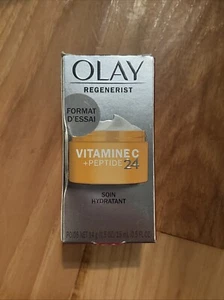 OLAY
REGENERIST
FORMAT
D'ESSAI
VITAMINE C
+ PEPTIDE 24
SOIN
HYDRATANT